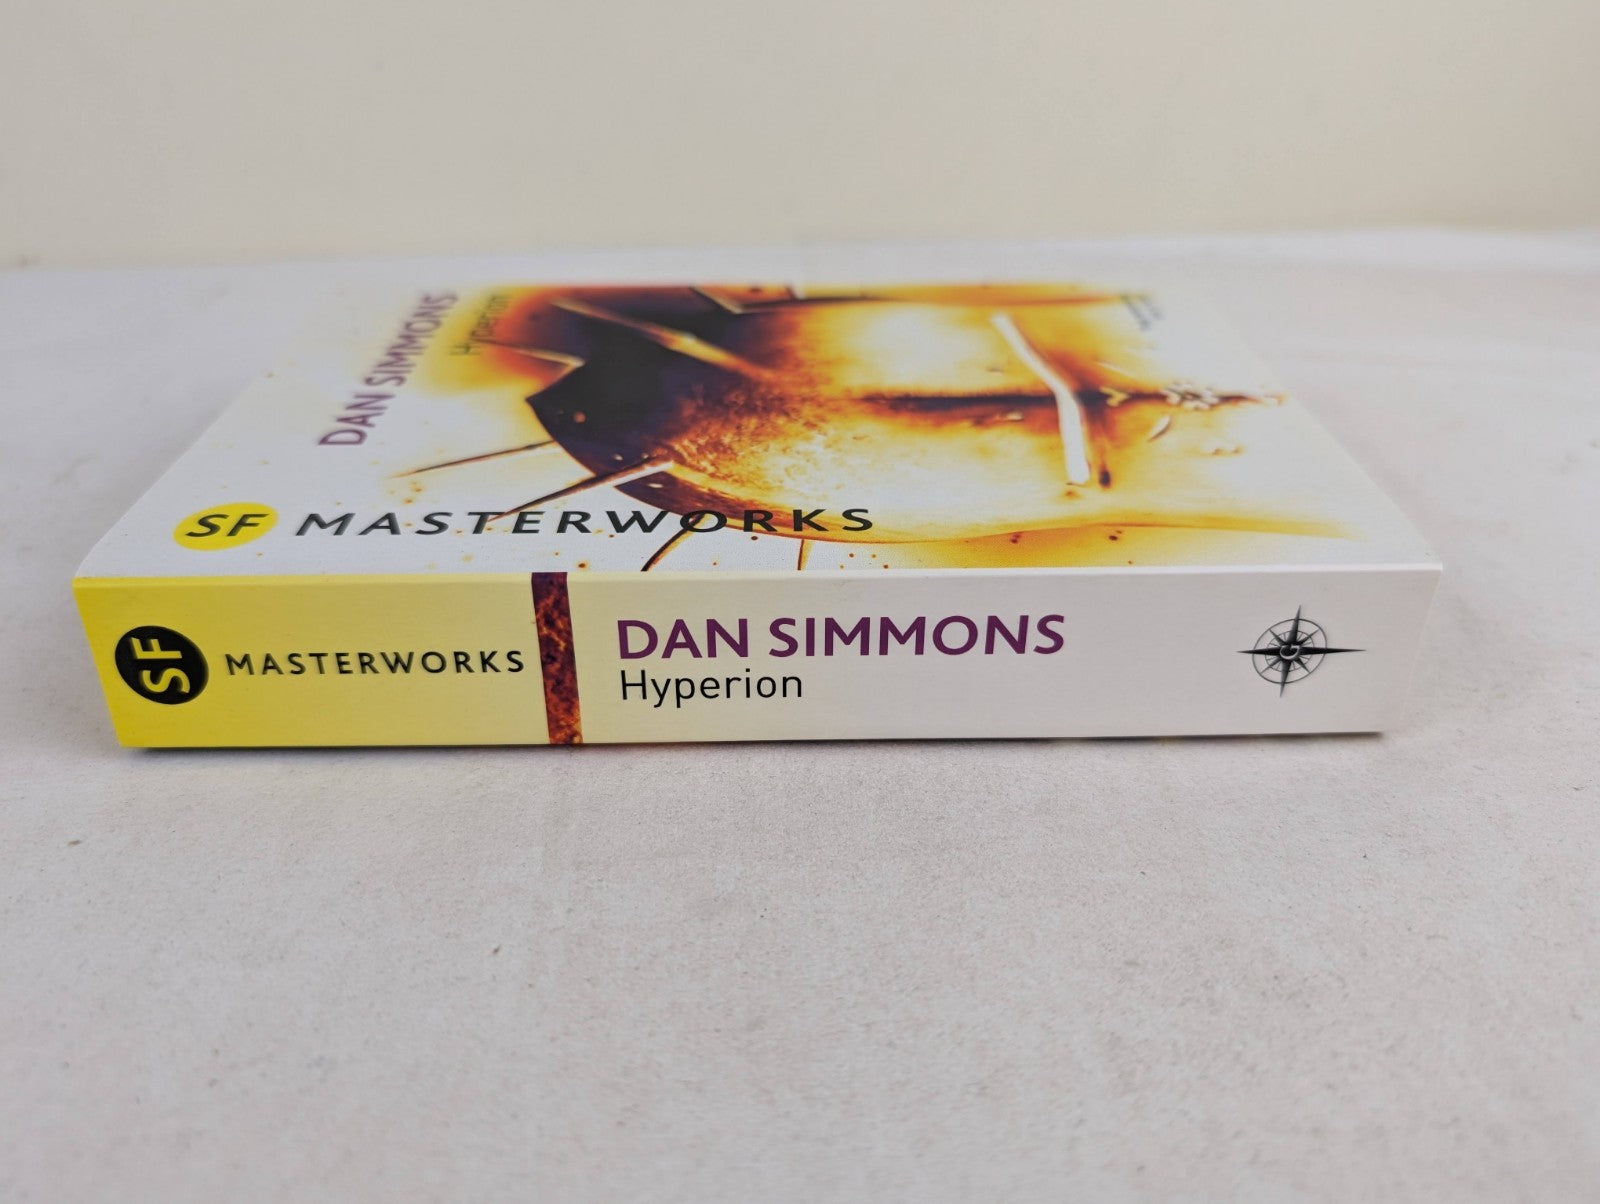 DAN SIMMONS
Hyperion
SF MASTERWORKS
SF MASTERWORKS
DAN SIMMONS
Hyperion
G